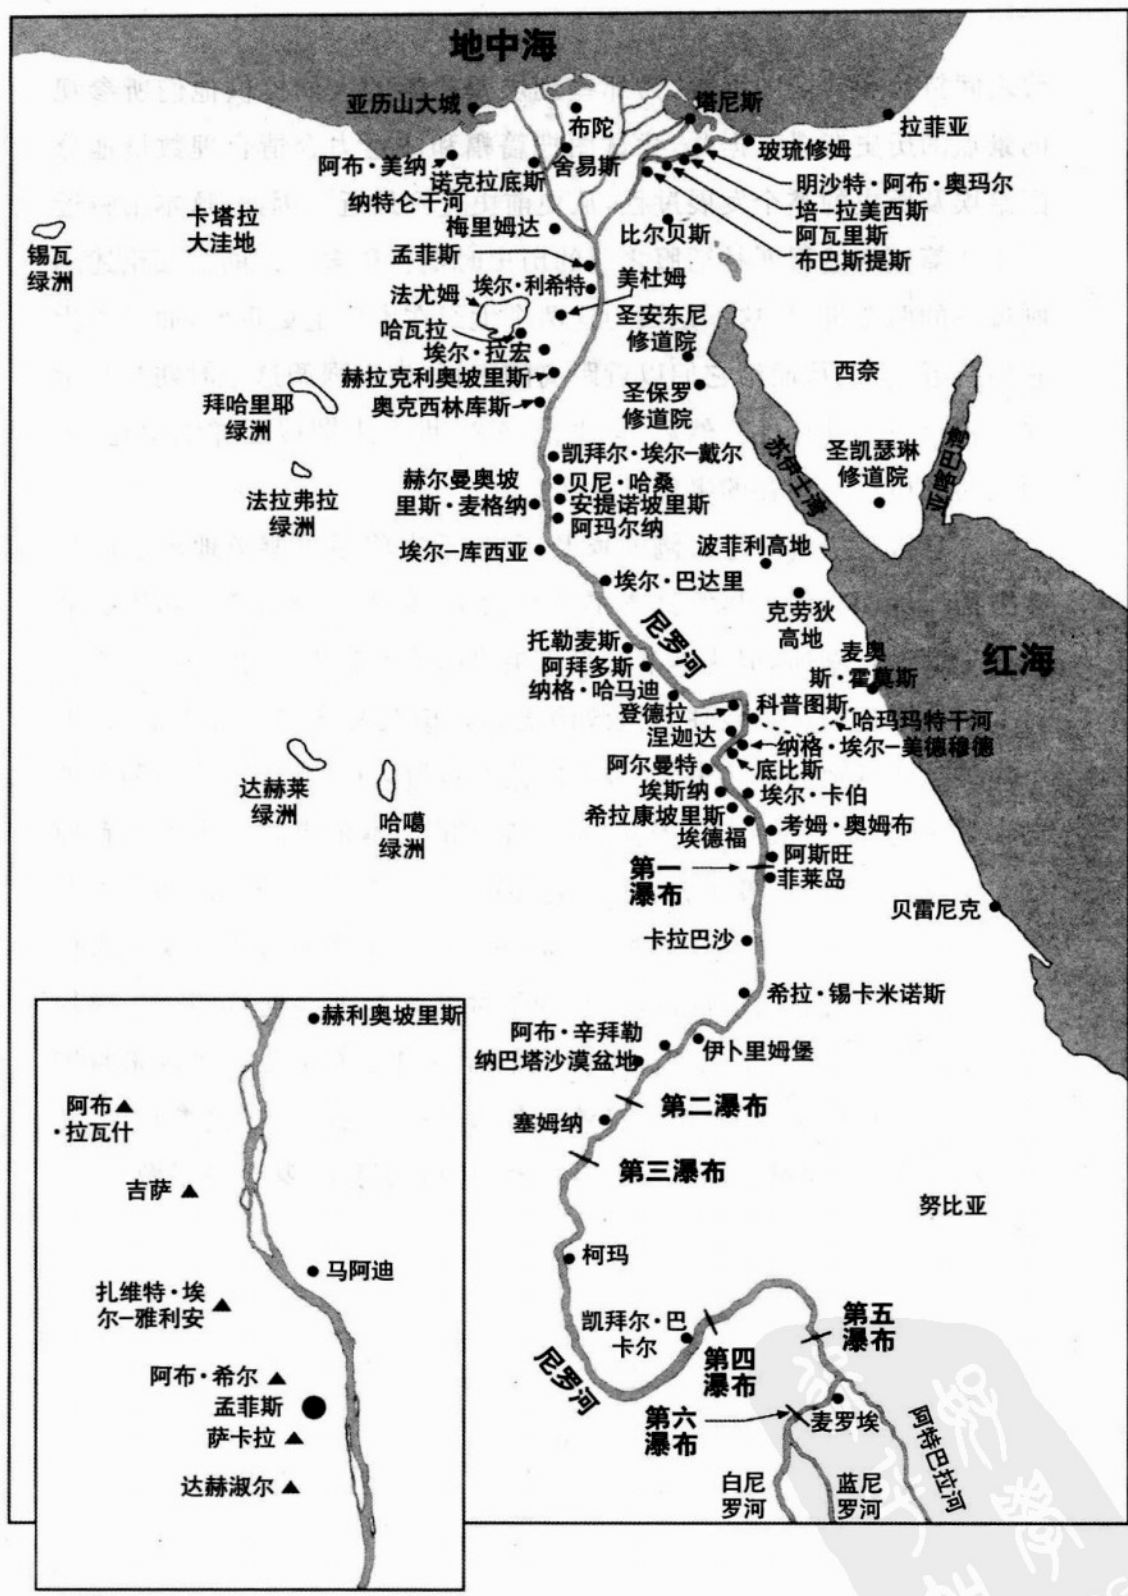 地中海
亚历山大城
布陀
塔尼斯
拉菲亚
阿布·美纳
诺克拉底斯
舍易斯
玻琉修姆
明沙特·阿布·奥玛尔
培-拉美西斯
阿瓦里斯
布巴斯提斯
纳特仑干河
梅里姆达
比尔贝斯
卡塔拉
大洼地
锡瓦
绿洲
孟菲斯
埃尔·利希特
美杜姆
法尤姆
哈瓦拉
埃尔·拉宏
圣安东尼
修道院
西奈
赫拉克利奥坡里斯
奥克西林库斯
圣保罗
修道院
拜哈里耶
绿洲
苏伊士湾
圣凯瑟琳
修道院
亚喀巴湾
凯拜尔·埃尔-戴尔
赫尔曼奥坡
里斯·麦格纳
贝尼·哈桑
安提诺坡里斯
阿玛尔纳
法拉弗拉
绿洲
埃尔-库西亚
波菲利高地
埃尔·巴达里
克劳狄
高地
尼罗河
托勒麦斯
阿拜多斯
纳格·哈马迪
麦奥
斯·霍莫斯
红海
登德拉
科普图斯
哈玛玛特干河
涅迦达
纳格·埃尔-美德穆德
底比斯
阿尔曼特
埃斯纳
埃尔·卡伯
希拉康坡里斯
埃德福
考姆·奥姆布
达赫莱
绿洲
哈噶
绿洲
阿斯旺
第一
瀑布
菲莱岛
贝雷尼克
卡拉巴沙
希拉·锡卡米诺斯
阿布·辛拜勒
纳巴塔沙漠盆地
伊卜里姆堡
第二瀑布
塞姆纳
第三瀑布
努比亚
柯玛
凯拜尔·巴
卡尔
第四
瀑布
第五
瀑布
尼罗河
第六
瀑布
麦罗埃
阿特巴拉河
白尼
罗河
蓝尼
罗河
赫利奥坡里斯
阿布
·拉瓦什
吉萨
马阿迪
扎维特·埃
尔-雅利安
阿布·希尔
孟菲斯
萨卡拉
达赫淑尔